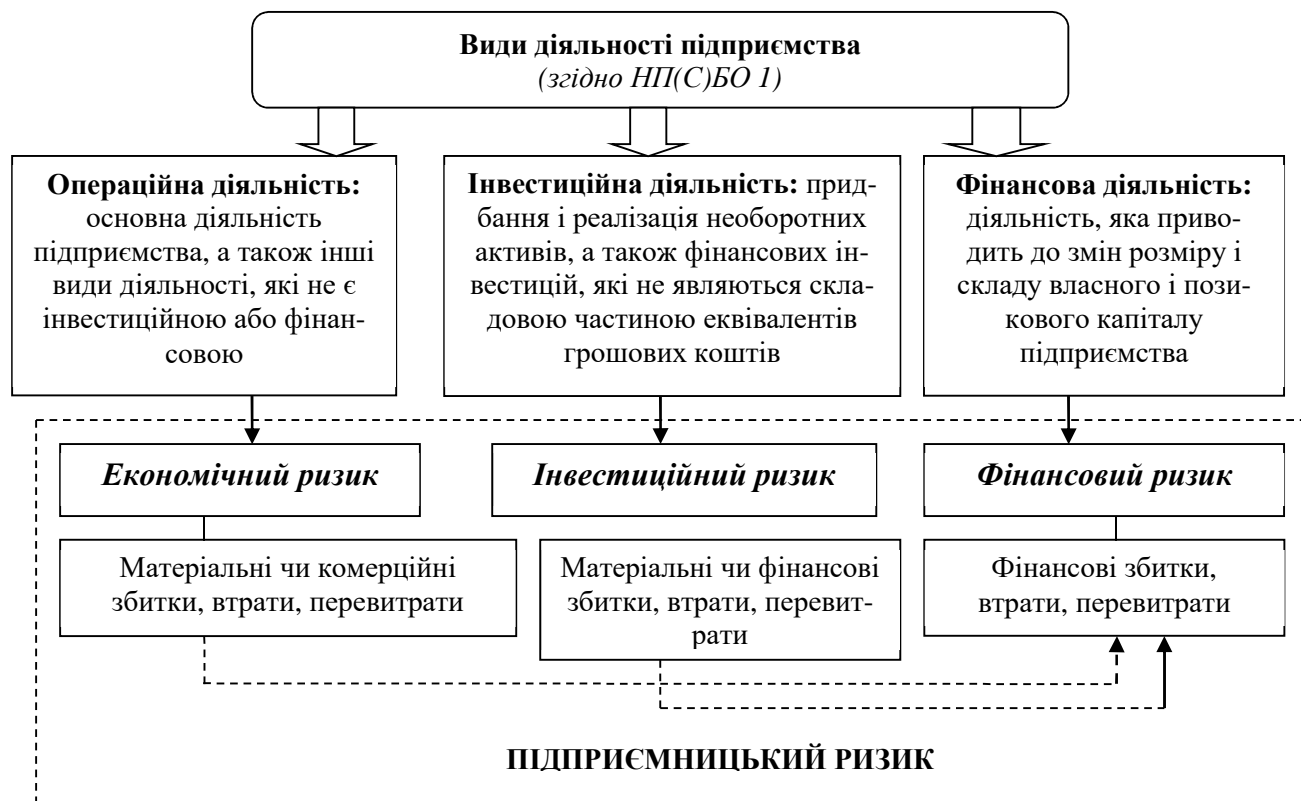 Види діяльності підприємства
(згідно НП(С)БО 1)
Операційна діяльність:
основна діяльність
підприємства, а також інші
види діяльності, які не є
інвестиційною або фінан-
совою
Інвестиційна діяльність: прид-
бання і реалізація необоротних
активів, а також фінансових ін-
вестицій, які не являються скла-
довою частиною еквівалентів
грошових коштів
Фінансова діяльність:
діяльність, яка приво-
дить до змін розміру і
складу власного і пози-
кового капіталу
підприємства
Економічний ризик
Інвестиційний ризик
Фінансовий ризик
Матеріальні чи комерційні
збитки, втрати, перевитрати
Матеріальні чи фінансові
збитки, втрати, перевит-
рати
Фінансові збитки,
втрати, перевитрати
ПІДПРИЄМНИЦЬКИЙ РИЗИК